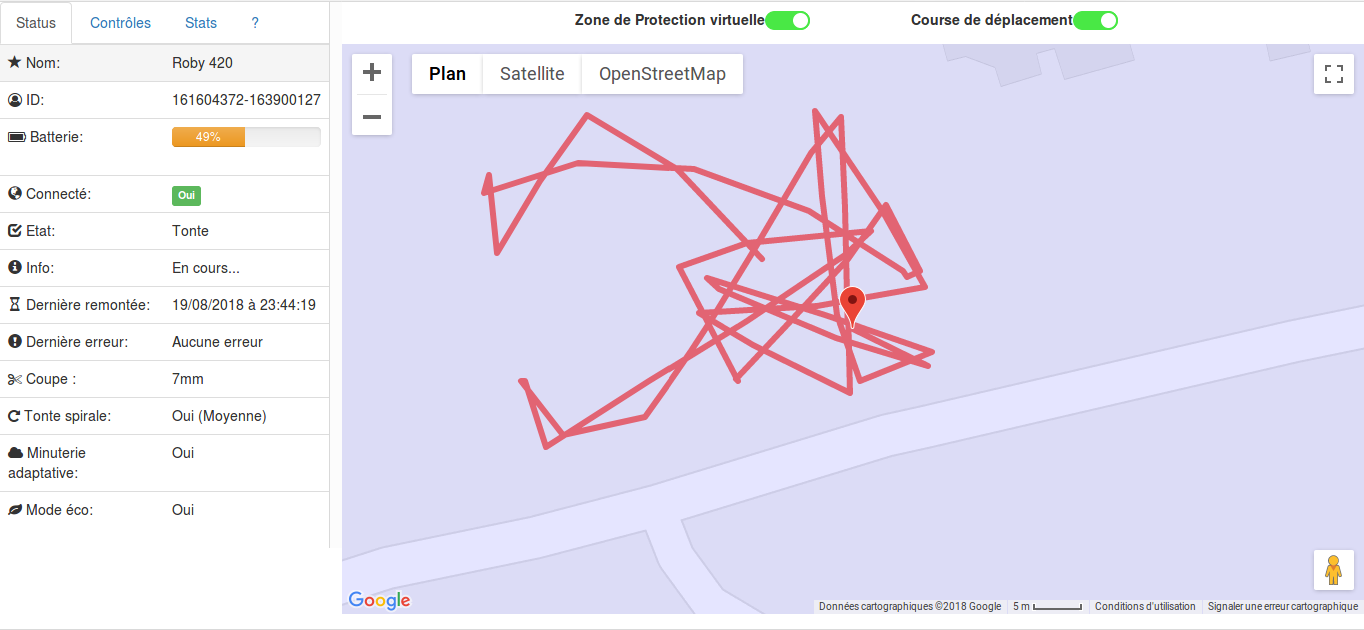 Status Contrôles Stats ?
Zone de Protection virtuelle Course de déplacement
Nom: Roby 420
ID: 161604372-163900127
Batterie: 49%
Connecté: Oui
Etat: Tonte
Info: En cours...
Dernière remontée: 19/08/2018 à 23:44:19
Dernière erreur: Aucune erreur
Coupe : 7mm
Tonte spirale: Oui (Moyenne)
Minuterie Oui
adaptative:
Mode éco: Oui
Plan Satellite OpenStreetMap
Google
Données cartographiques ©2018 Google 5 m Conditions d'utilisation Signaler une erreur cartographique